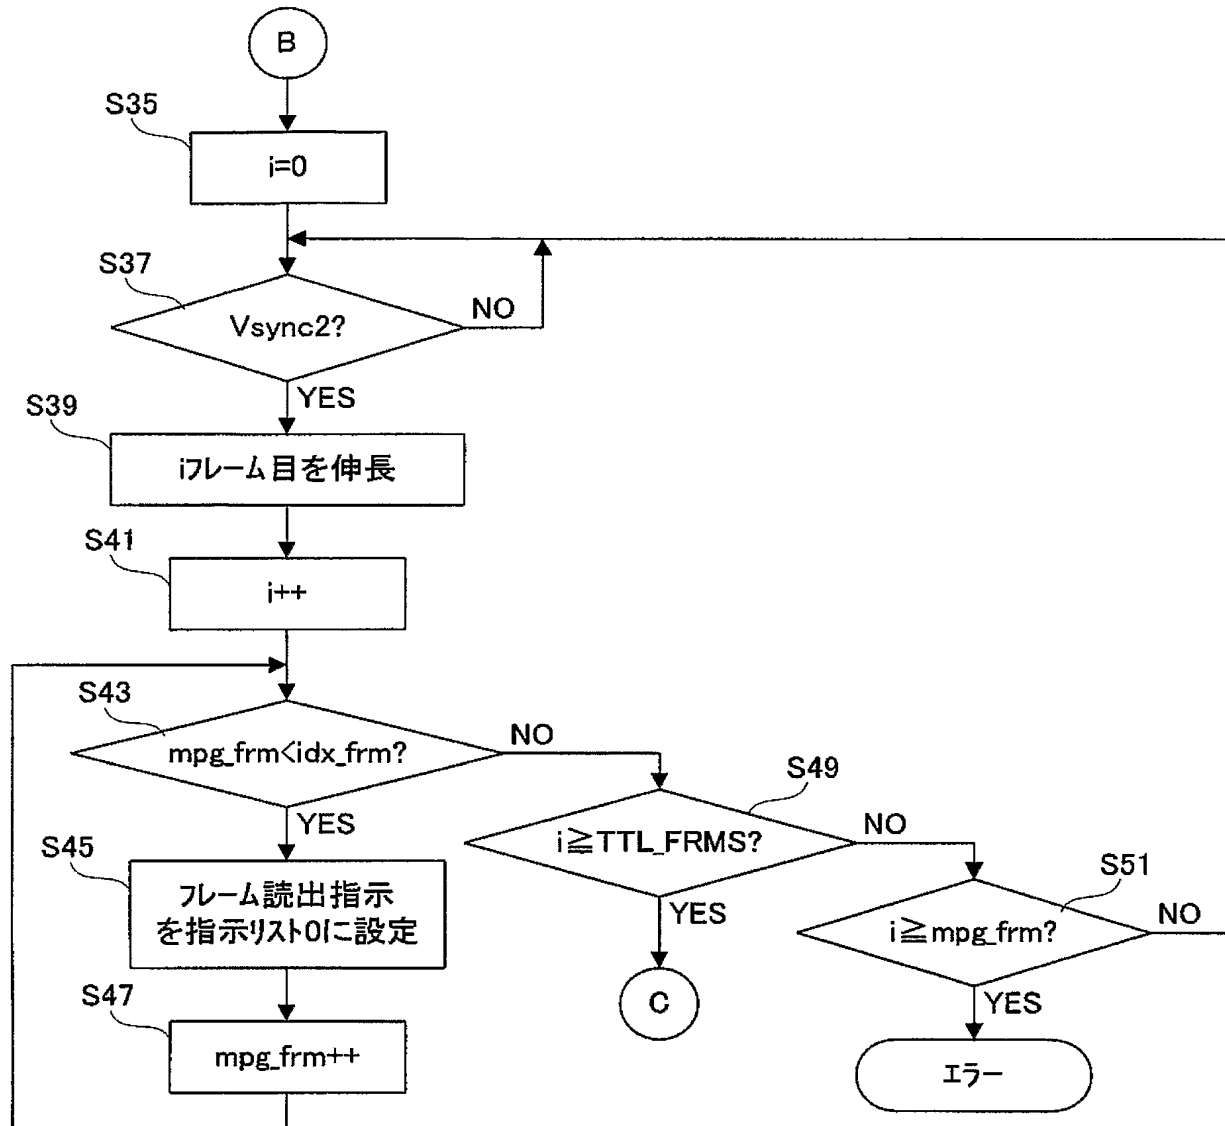 B
S35
i=0
S37
Vsync2?
NO
YES
S39
iフレーム目を伸長
S41
i++
S43
mpg_frm<idx_frm?
NO
YES
S45
フレーム読出指示
を指示リスト0に設定
S47
mpg_frm++
S49
i≧TTL_FRMS?
NO
YES
C
S51
i≧mpg_frm?
NO
YES
エラー